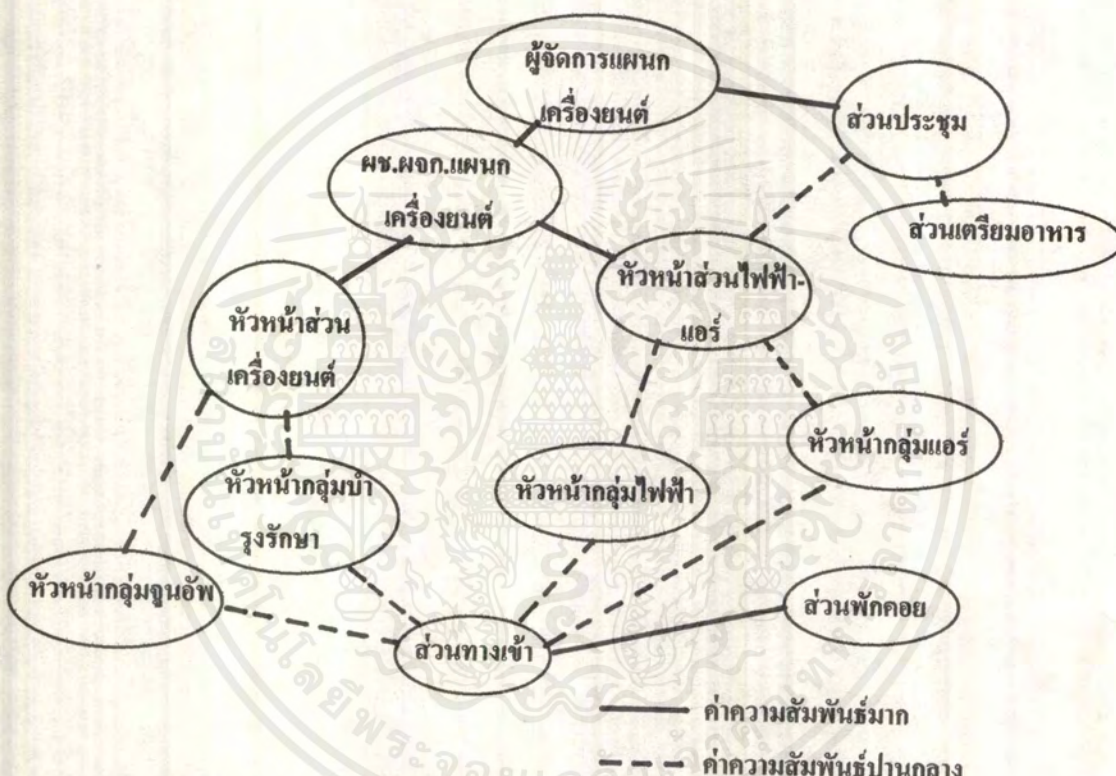 ผู้จัดการแผนก
เครื่องยนต์
ส่วนประชุม
ผช.ผจก.แผนก
เครื่องยนต์
ส่วนเตรียมอาหาร
หัวหน้าส่วนไฟฟ้า-
แอร์
หัวหน้าส่วน
เครื่องยนต์
หัวหน้ากลุ่มแอร์
หัวหน้ากลุ่มบำ
รุงรักษา
หัวหน้ากลุ่มไฟฟ้า
หัวหน้ากลุ่มจูนอัพ
ส่วนพักคอย
ส่วนทางเข้า
ค่าความสัมพันธ์มาก
ค่าความสัมพันธ์ปานกลาง